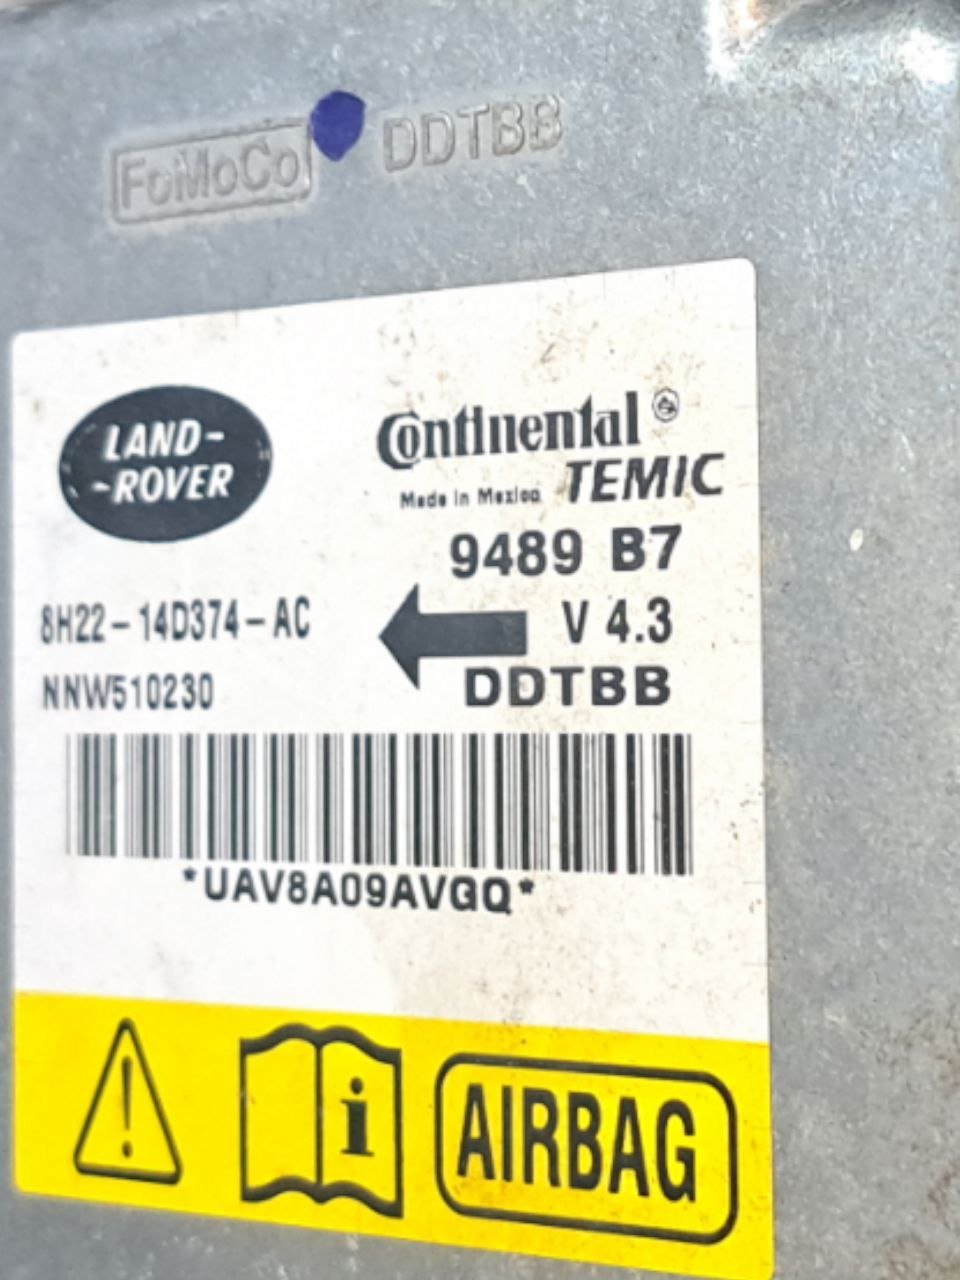 FoMoCo DDTBB
LAND-
-ROVER
Continental ®
TEMIC
Made in Mexico
9489 B7
8H22-14D374-AC
V 4.3
NNW510230
DDTBB
*UAV8A09AVGQ*
i
AIRBAG